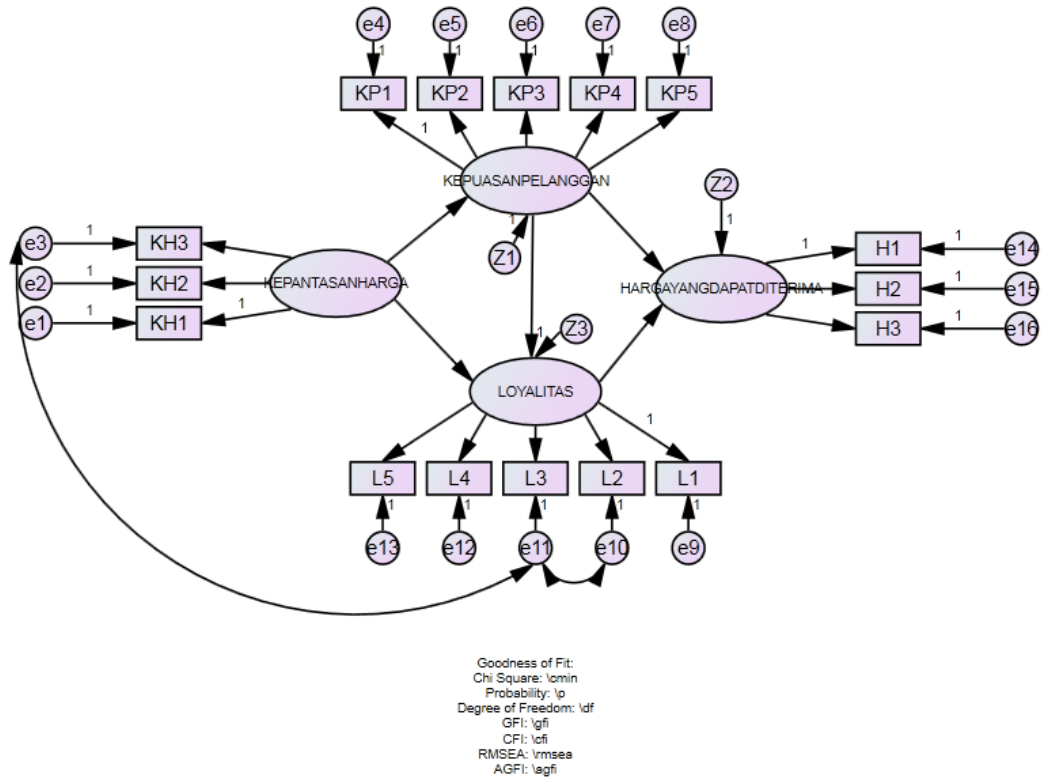 e4 e5 e6 e7 e8
1 1 1 1 1
KP1 KP2 KP3 KP4 KP5
1
KEPUASANPELANGGAN
Z2
1
1
Z1
e3 1 KH3
e2 1 KH2
e1 1 KH1
1
KEPANTASANHARGA
HARGAYANGDAPATDITERIMA
1
H1 1 e14
H2 1 e15
H3 1 e16
1
Z3
LOYALITAS
1
L5 L4 L3 L2 L1
1 1 1 1 1
e13 e12 e11 e10 e9
Goodness of Fit:
Chi Square: \cmin
Probability: \p
Degree of Freedom: \df
GFI: \gfi
CFI: \cfi
RMSEA: \rmsea
AGFI: \agfi